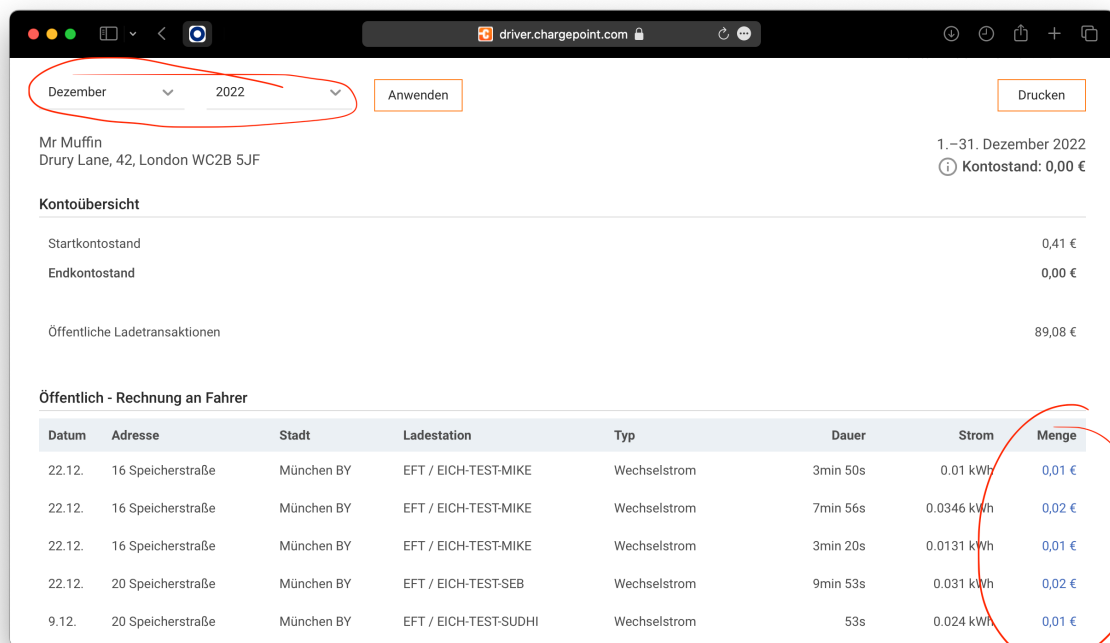 driver.chargepoint.com
Dezember 2022 Anwenden Drucken
Mr Muffin
Drury Lane, 42, London WC2B 5JF
1.–31. Dezember 2022
Kontostand: 0,00 €
Kontoübersicht
Startkontostand 0,41 €
Endkontostand 0,00 €
Öffentliche Ladetransaktionen 89,08 €
Öffentlich - Rechnung an Fahrer
Datum Adresse Stadt Ladestation Typ Dauer Strom Menge
22.12. 16 Speicherstraße München BY EFT / EICH-TEST-MIKE Wechselstrom 3min 50s 0.01 kWh 0,01 €
22.12. 16 Speicherstraße München BY EFT / EICH-TEST-MIKE Wechselstrom 7min 56s 0.0346 kWh 0,02 €
22.12. 16 Speicherstraße München BY EFT / EICH-TEST-MIKE Wechselstrom 3min 20s 0.0131 kWh 0,01 €
22.12. 20 Speicherstraße München BY EFT / EICH-TEST-SEB Wechselstrom 9min 53s 0.031 kWh 0,02 €
9.12. 20 Speicherstraße München BY EFT / EICH-TEST-SUDHI Wechselstrom 53s 0.024 kWh 0,01 €